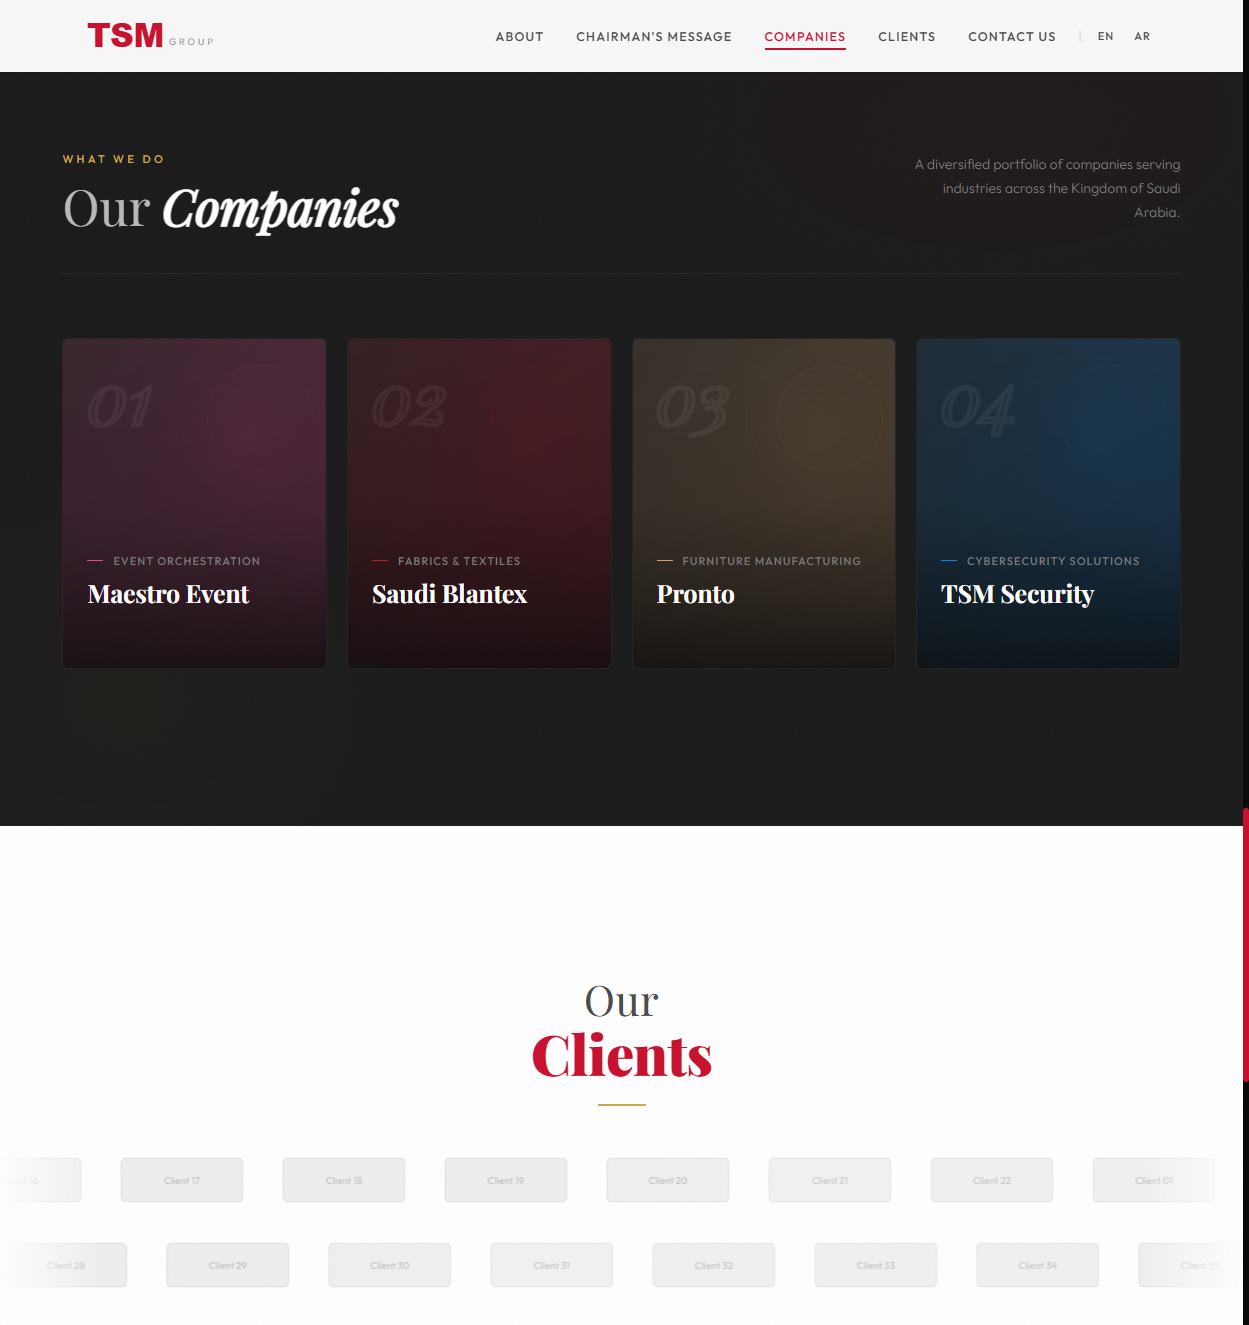 TSM GROUP
ABOUT CHAIRMAN'S MESSAGE COMPANIES CLIENTS CONTACT US EN AR
WHAT WE DO
Our Companies
A diversified portfolio of companies serving
industries across the Kingdom of Saudi
Arabia.
01
EVENT ORCHESTRATION
Maestro Event
02
FABRICS & TEXTILES
Saudi Blantex
03
FURNITURE MANUFACTURING
Pronto
04
CYBERSECURITY SOLUTIONS
TSM Security
Our
Clients
16 Client 17 Client 18 Client 19 Client 20 Client 21 Client 22 Client 01
Client 28 Client 29 Client 30 Client 31 Client 32 Client 33 Client 34 Client 35